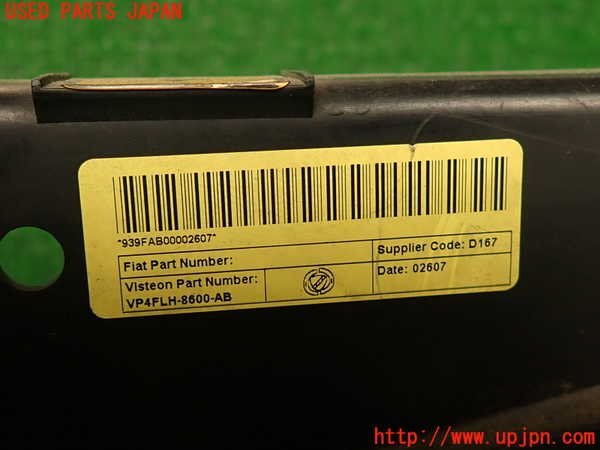 USED PARTS JAPAN
*939FAB00002607*
Fiat Part Number:
Supplier Code: D167
Visteon Part Number:
VP4FLH-8600-AB
Date: 02607
http://www.upjpn.com/